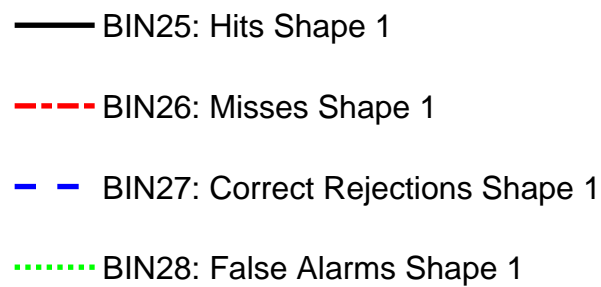 BIN25: Hits Shape 1
BIN26: Misses Shape 1
BIN27: Correct Rejections Shape 1
BIN28: False Alarms Shape 1